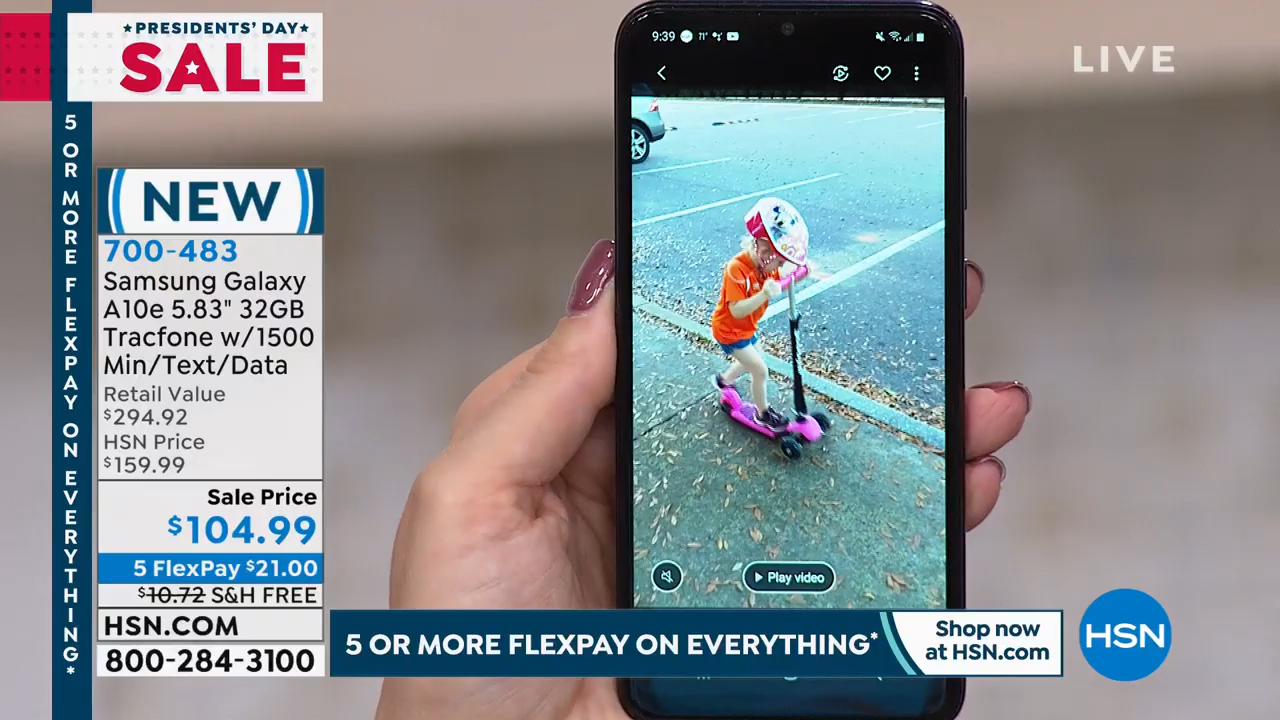 ★PRESIDENTS' DAY★
SALE
5 OR MORE FLEXPAY ON EVERYTHING*
NEW
700-483
Samsung Galaxy
A10e 5.83" 32GB
Tracfone w/1500
Min/Text/Data
Retail Value
$294.92
HSN Price
$159.99
Sale Price
$104.99
5 FlexPay $21.00
$10.72 S&H FREE
HSN.COM
800-284-3100
9:39
Play video
LIVE
5 OR MORE FLEXPAY ON EVERYTHING*
Shop now
at HSN.com
HSN